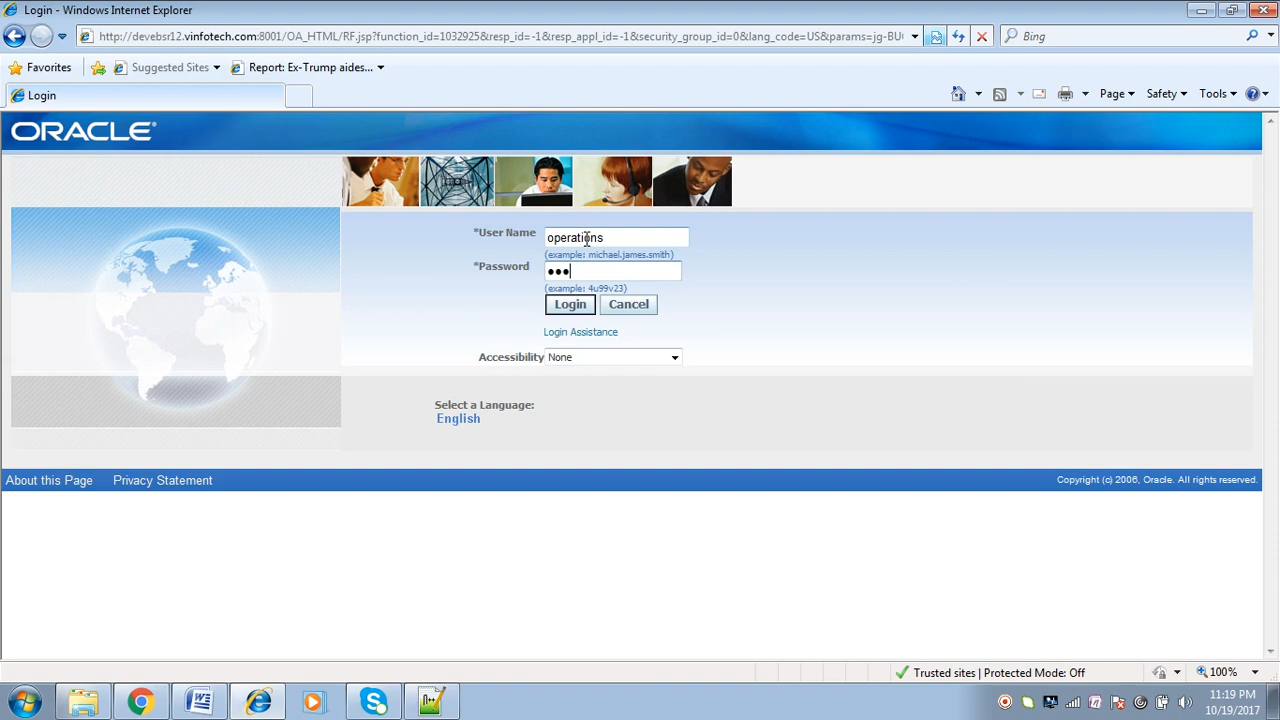 Login - Windows Internet Explorer
http://devebsr12.vinfotech.com:8001/OA_HTML/RF.jsp?function_id=1032925&resp_id=-1&resp_appl_id=-1&security_group_id=0&lang_code=US&params=jg-BU
Bing
Favorites
Suggested Sites
Report: Ex-Trump aides...
Login
Page
Safety
Tools
ORACLE®
*User Name
operations
(example: michael.james.smith)
*Password
(example: 4u99v23)
Login
Cancel
Login Assistance
Accessibility
None
Select a Language:
English
About this Page
Privacy Statement
Copyright (c) 2006, Oracle. All rights reserved.
Trusted sites | Protected Mode: Off
100%
11:19 PM
10/19/2017